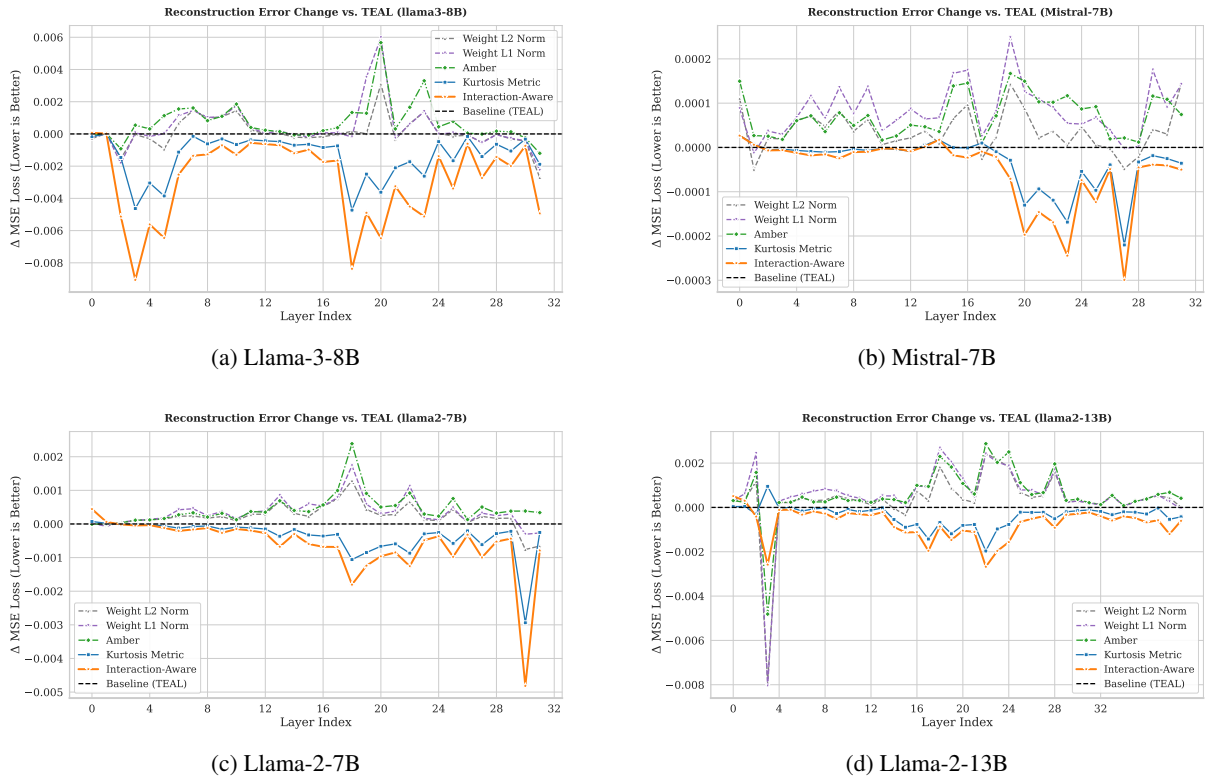 Reconstruction Error Change vs. TEAL (llama3-8B)
0.006
0.004
0.002
0.000
−0.002
−0.004
−0.006
−0.008
Δ MSE Loss (Lower is Better)
Weight L2 Norm
Weight L1 Norm
Amber
Kurtosis Metric
Interaction-Aware
Baseline (TEAL)
0 4 8 12 16 20 24 28 32
Layer Index
(a) Llama-3-8B
Reconstruction Error Change vs. TEAL (Mistral-7B)
0.0002
0.0001
0.0000
−0.0001
−0.0002
−0.0003
Δ MSE Loss (Lower is Better)
Weight L2 Norm
Weight L1 Norm
Amber
Kurtosis Metric
Interaction-Aware
Baseline (TEAL)
0 4 8 12 16 20 24 28 32
Layer Index
(b) Mistral-7B
Reconstruction Error Change vs. TEAL (llama2-7B)
0.002
0.001
0.000
−0.001
−0.002
−0.003
−0.004
−0.005
Δ MSE Loss (Lower is Better)
Weight L2 Norm
Weight L1 Norm
Amber
Kurtosis Metric
Interaction-Aware
Baseline (TEAL)
0 4 8 12 16 20 24 28 32
Layer Index
(c) Llama-2-7B
Reconstruction Error Change vs. TEAL (llama2-13B)
0.002
0.000
−0.002
−0.004
−0.006
−0.008
Δ MSE Loss (Lower is Better)
Weight L2 Norm
Weight L1 Norm
Amber
Kurtosis Metric
Interaction-Aware
Baseline (TEAL)
0 4 8 12 16 20 24 28 32
Layer Index
(d) Llama-2-13B